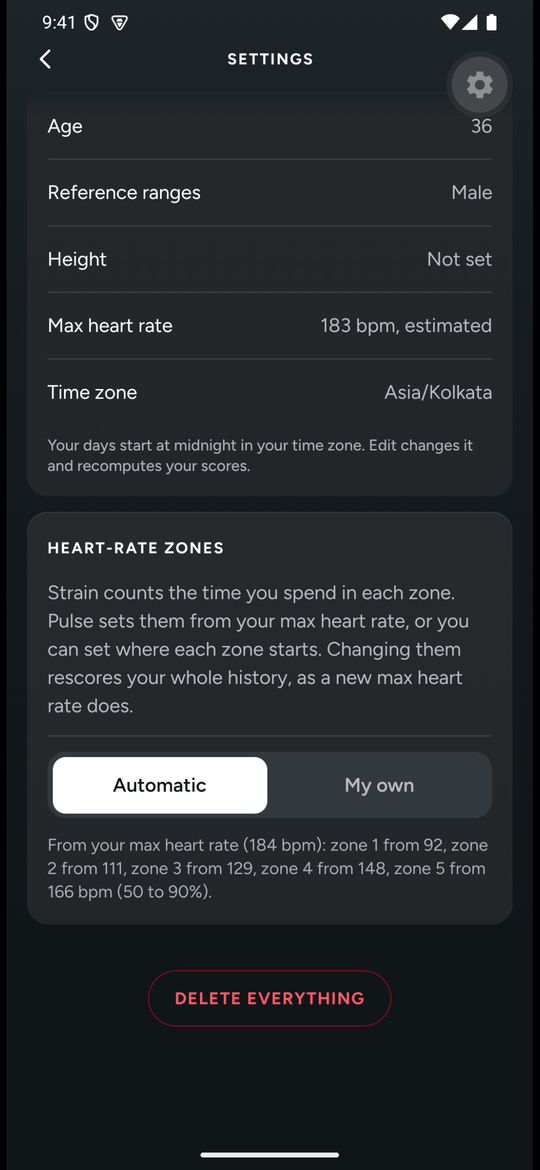 9:41
SETTINGS
Age 36
Reference ranges Male
Height Not set
Max heart rate 183 bpm, estimated
Time zone Asia/Kolkata
Your days start at midnight in your time zone. Edit changes it
and recomputes your scores.
HEART-RATE ZONES
Strain counts the time you spend in each zone.
Pulse sets them from your max heart rate, or you
can set where each zone starts. Changing them
rescores your whole history, as a new max heart
rate does.
Automatic My own
From your max heart rate (184 bpm): zone 1 from 92, zone
2 from 111, zone 3 from 129, zone 4 from 148, zone 5 from
166 bpm (50 to 90%).
DELETE EVERYTHING